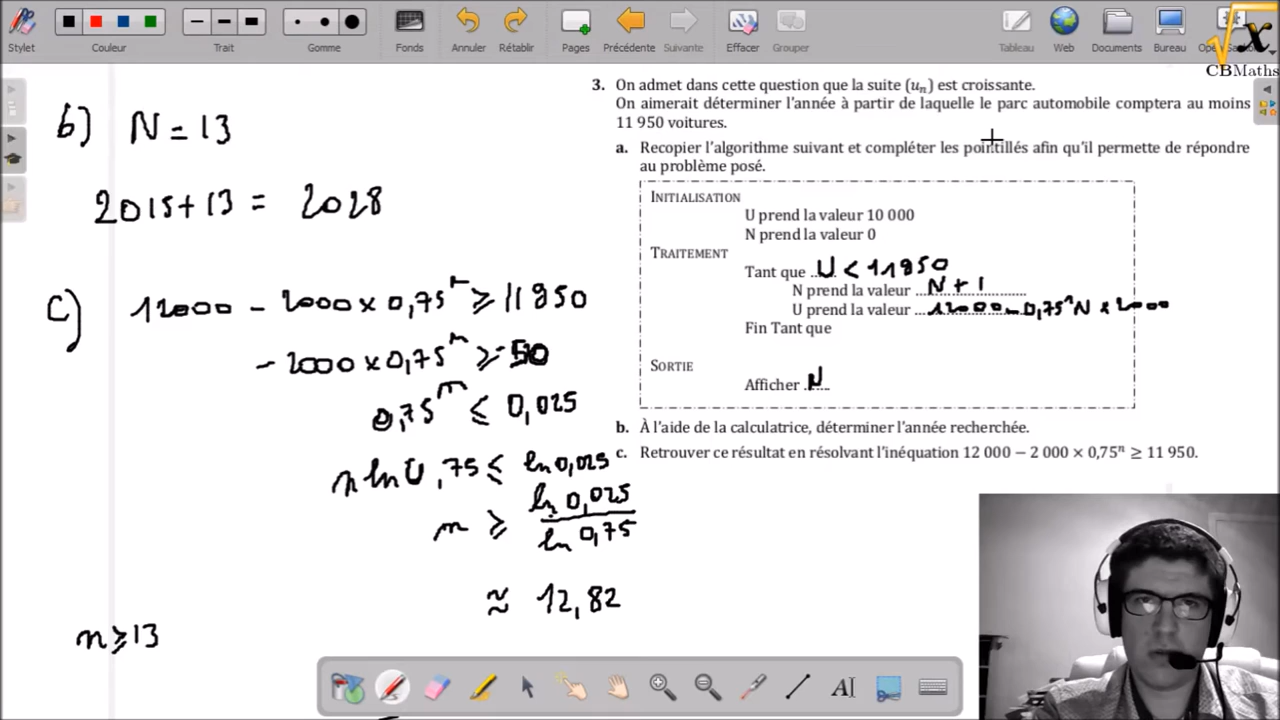 Stylet Couleur Trait Gomme Fonds Annuler Rétablir Pages Précédente Suivante Effacer Grouper Tableau Web Documents Bureau
CBMaths
b) N = 13
2015+13 = 2028
c) 12000 - 2000 x 0,75^n ≥ 11950
- 2000 x 0,75^n ≥ -50
0,75^n ≤ 0,025
n ln 0,75 ≤ ln 0,025
n ≥ ln 0,025 / ln 0,75
≈ 12,82
n ≥ 13
3. On admet dans cette question que la suite (uₙ) est croissante.
On aimerait déterminer l'année à partir de laquelle le parc automobile comptera au moins
11 950 voitures.
a. Recopier l'algorithme suivant et compléter les pointillés afin qu'il permette de répondre
au problème posé.
INITIALISATION
U prend la valeur 10 000
N prend la valeur 0
TRAITEMENT
Tant que ... U < 11950
N prend la valeur ... N + 1
U prend la valeur ... 12000 - 0,75^N x 2000
Fin Tant que
SORTIE
Afficher ... N
b. À l'aide de la calculatrice, déterminer l'année recherchée.
c. Retrouver ce résultat en résolvant l'inéquation 12 000 − 2 000 × 0,75ⁿ ≥ 11 950.
AI